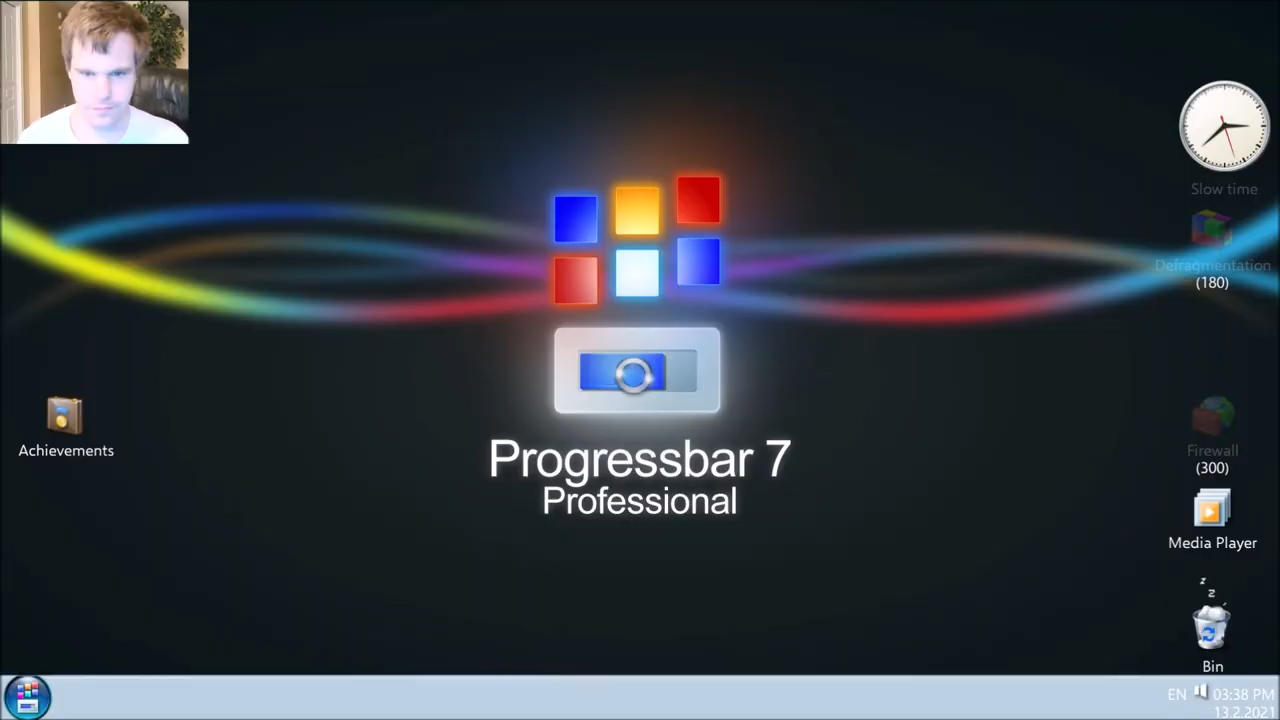 Slow time
Defragmentation
(180)
Achievements
Progressbar 7
Professional
Firewall
(300)
Media Player
z
z
Bin
EN
03:38 PM
13.2.2021